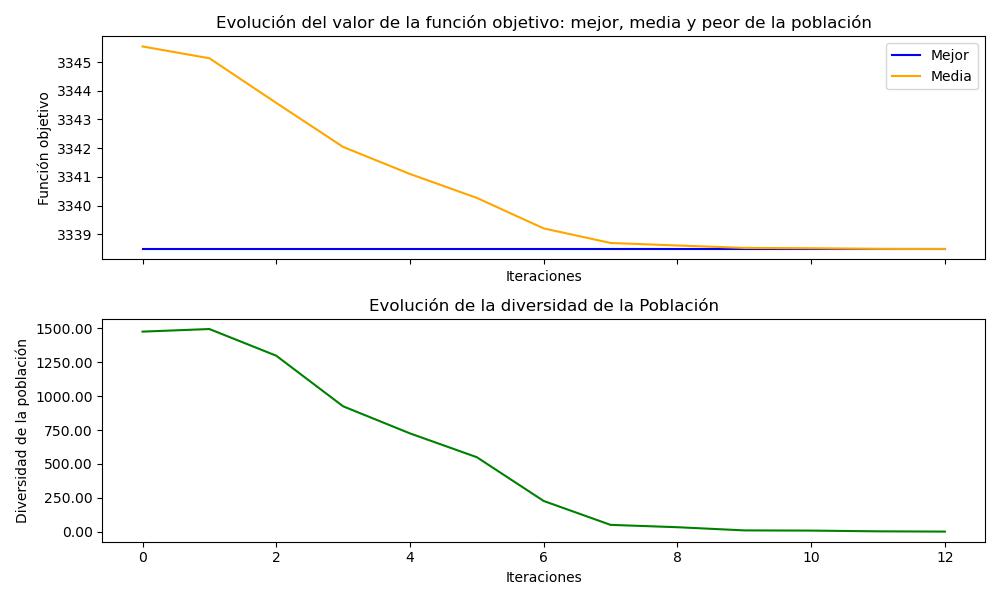 Evolución del valor de la función objetivo: mejor, media y peor de la población
Función objetivo
3345
3344
3343
3342
3341
3340
3339
Mejor
Media
Iteraciones
Evolución de la diversidad de la Población
Diversidad de la población
1500.00
1250.00
1000.00
750.00
500.00
250.00
0.00
0 2 4 6 8 10 12
Iteraciones